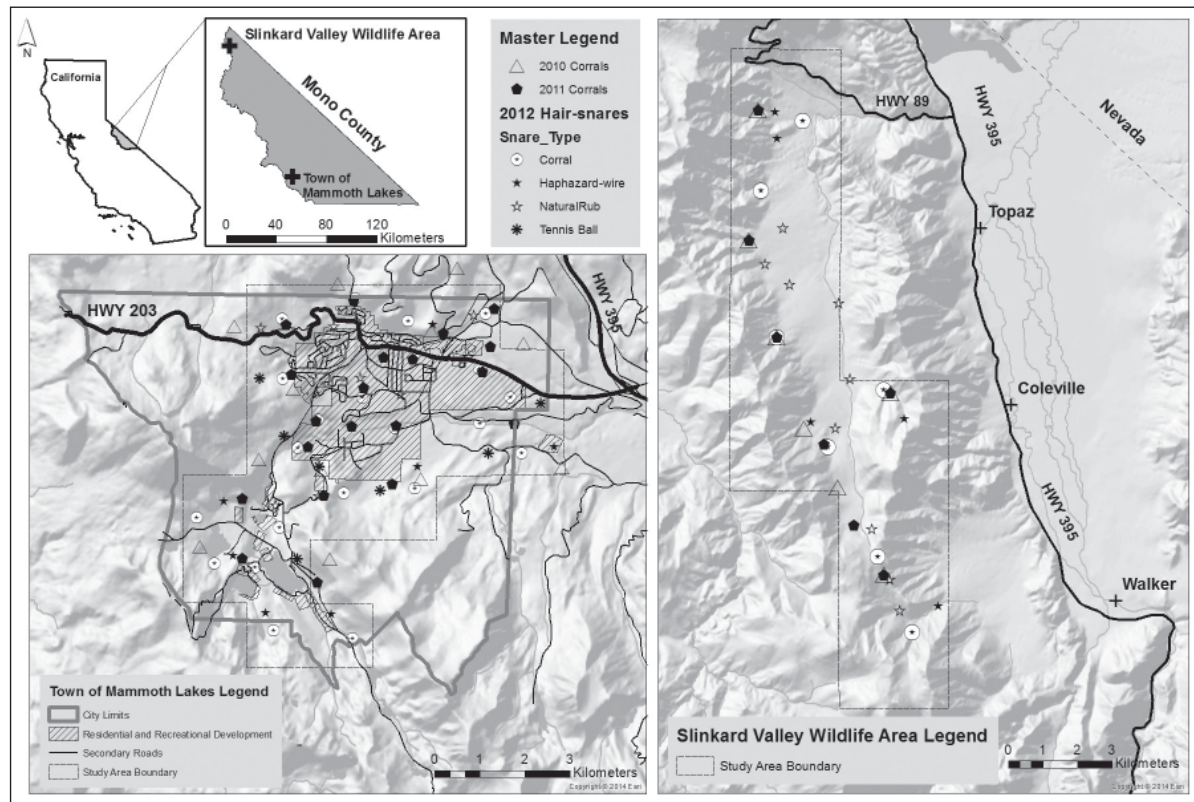 N
California
Slinkard Valley Wildlife Area
Mono County
Town of
Mammoth Lakes
0 40 80 120
Kilometers
Master Legend
2010 Corrals
2011 Corrals
2012 Hair-snares
Snare_Type
Corral
Haphazard-wire
NaturalRub
Tennis Ball
HWY 203
HWY 395
Town of Mammoth Lakes Legend
City Limits
Residential and Recreational Development
Secondary Roads
Study Area Boundary
0 1 2 3
Kilometers
Copyright © 2014 Esri
HWY 89
HWY 395
Nevada
Topaz
Coleville
HWY 395
Walker
Slinkard Valley Wildlife Area Legend
Study Area Boundary
0 1 2 3
Kilometers
Copyright © 2014 Esri